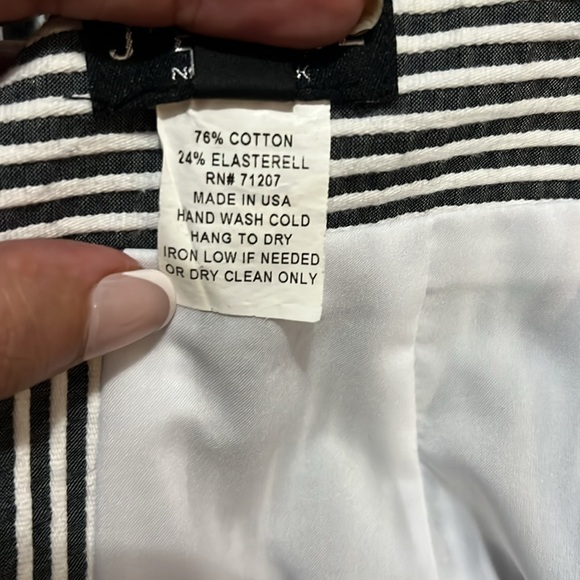 76% COTTON
24% ELASTERELL
RN# 71207
MADE IN USA
HAND WASH COLD
HANG TO DRY
IRON LOW IF NEEDED
OR DRY CLEAN ONLY